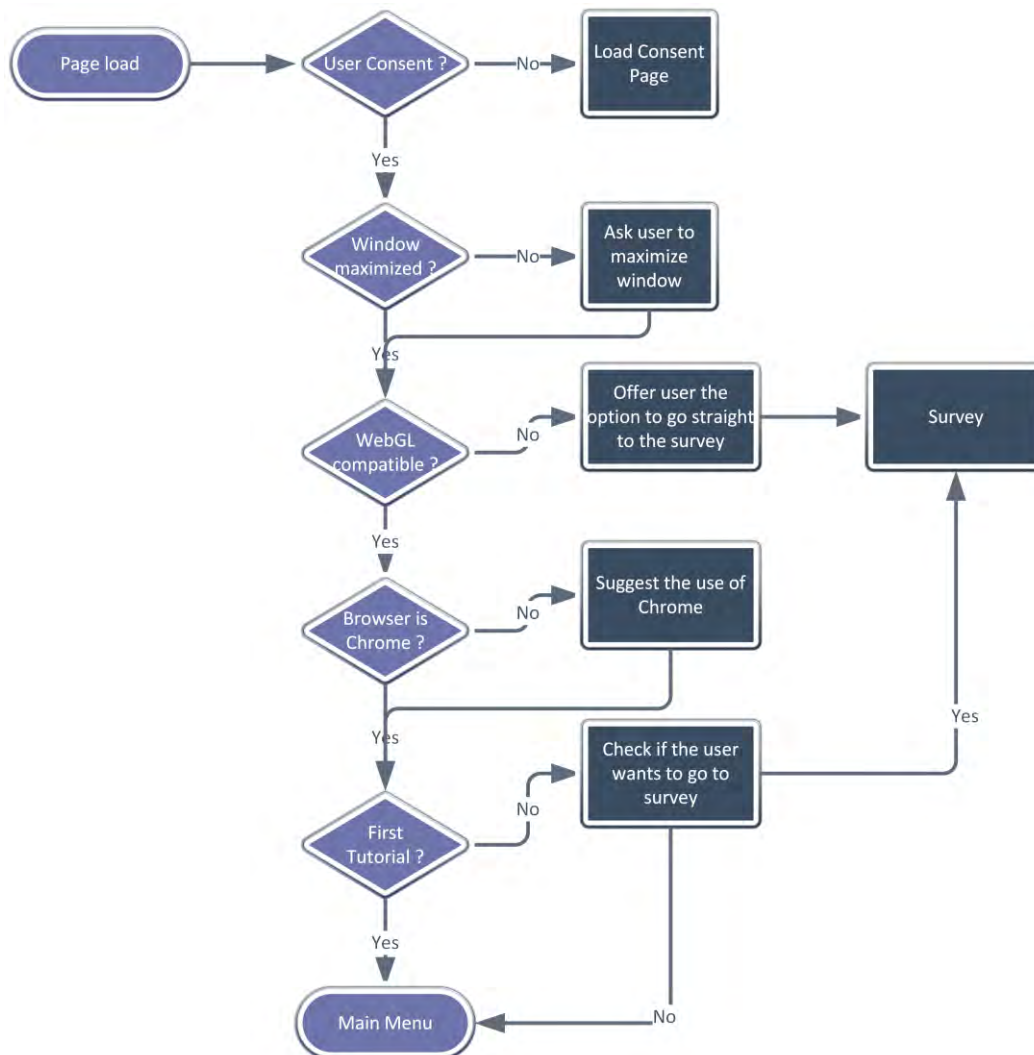 Page load
User Consent ?
No
Load Consent
Page
Yes
Window
maximized ?
No
Ask user to
maximize
window
Yes
WebGL
compatible ?
No
Offer user the
option to go straight
to the survey
Survey
Yes
Browser is
Chrome ?
No
Suggest the use of
Chrome
Yes
First
Tutorial ?
No
Check if the user
wants to go to
survey
Yes
Yes
Main Menu
No